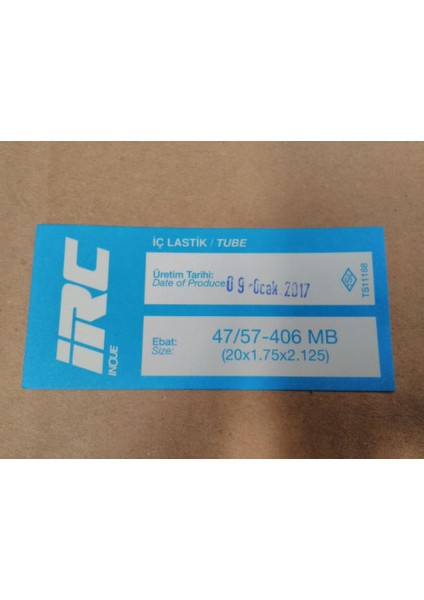 iRC
INOUE
İÇ LASTİK / TUBE
Üretim Tarihi:
Date of Produce
09-Ocak 2017
TS11168
Ebat:
Size:
47/57-406 MB
(20x1.75x2.125)